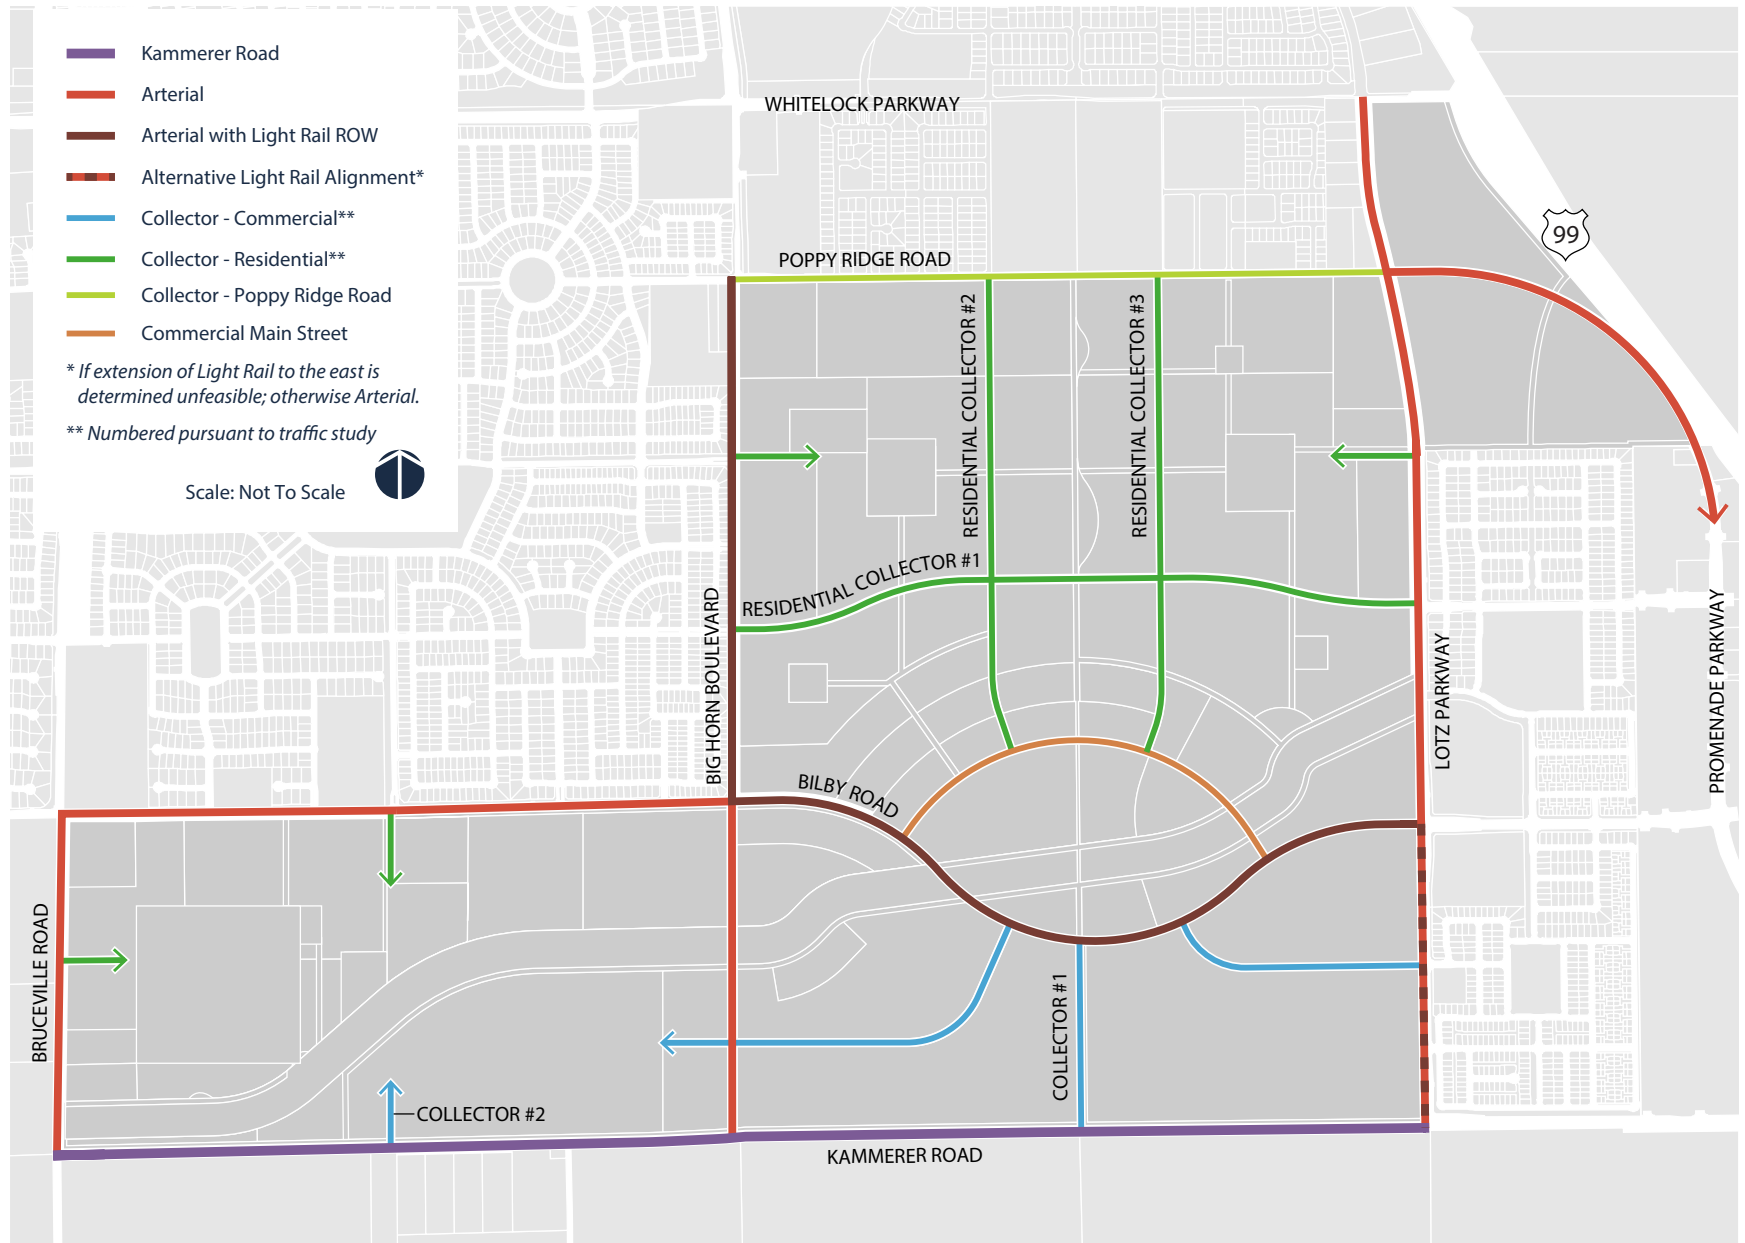 Kammerer Road
Arterial
Arterial with Light Rail ROW
Alternative Light Rail Alignment*
Collector - Commercial**
Collector - Residential**
Collector - Poppy Ridge Road
Commercial Main Street
* If extension of Light Rail to the east is
determined unfeasible; otherwise Arterial.
** Numbered pursuant to traffic study
Scale: Not To Scale
WHITELOCK PARKWAY
99
POPPY RIDGE ROAD
RESIDENTIAL COLLECTOR #2
RESIDENTIAL COLLECTOR #3
RESIDENTIAL COLLECTOR #1
BIG HORN BOULEVARD
LOTZ PARKWAY
PROMENADE PARKWAY
BILBY ROAD
BRUCEVILLE ROAD
COLLECTOR #1
COLLECTOR #2
KAMMERER ROAD